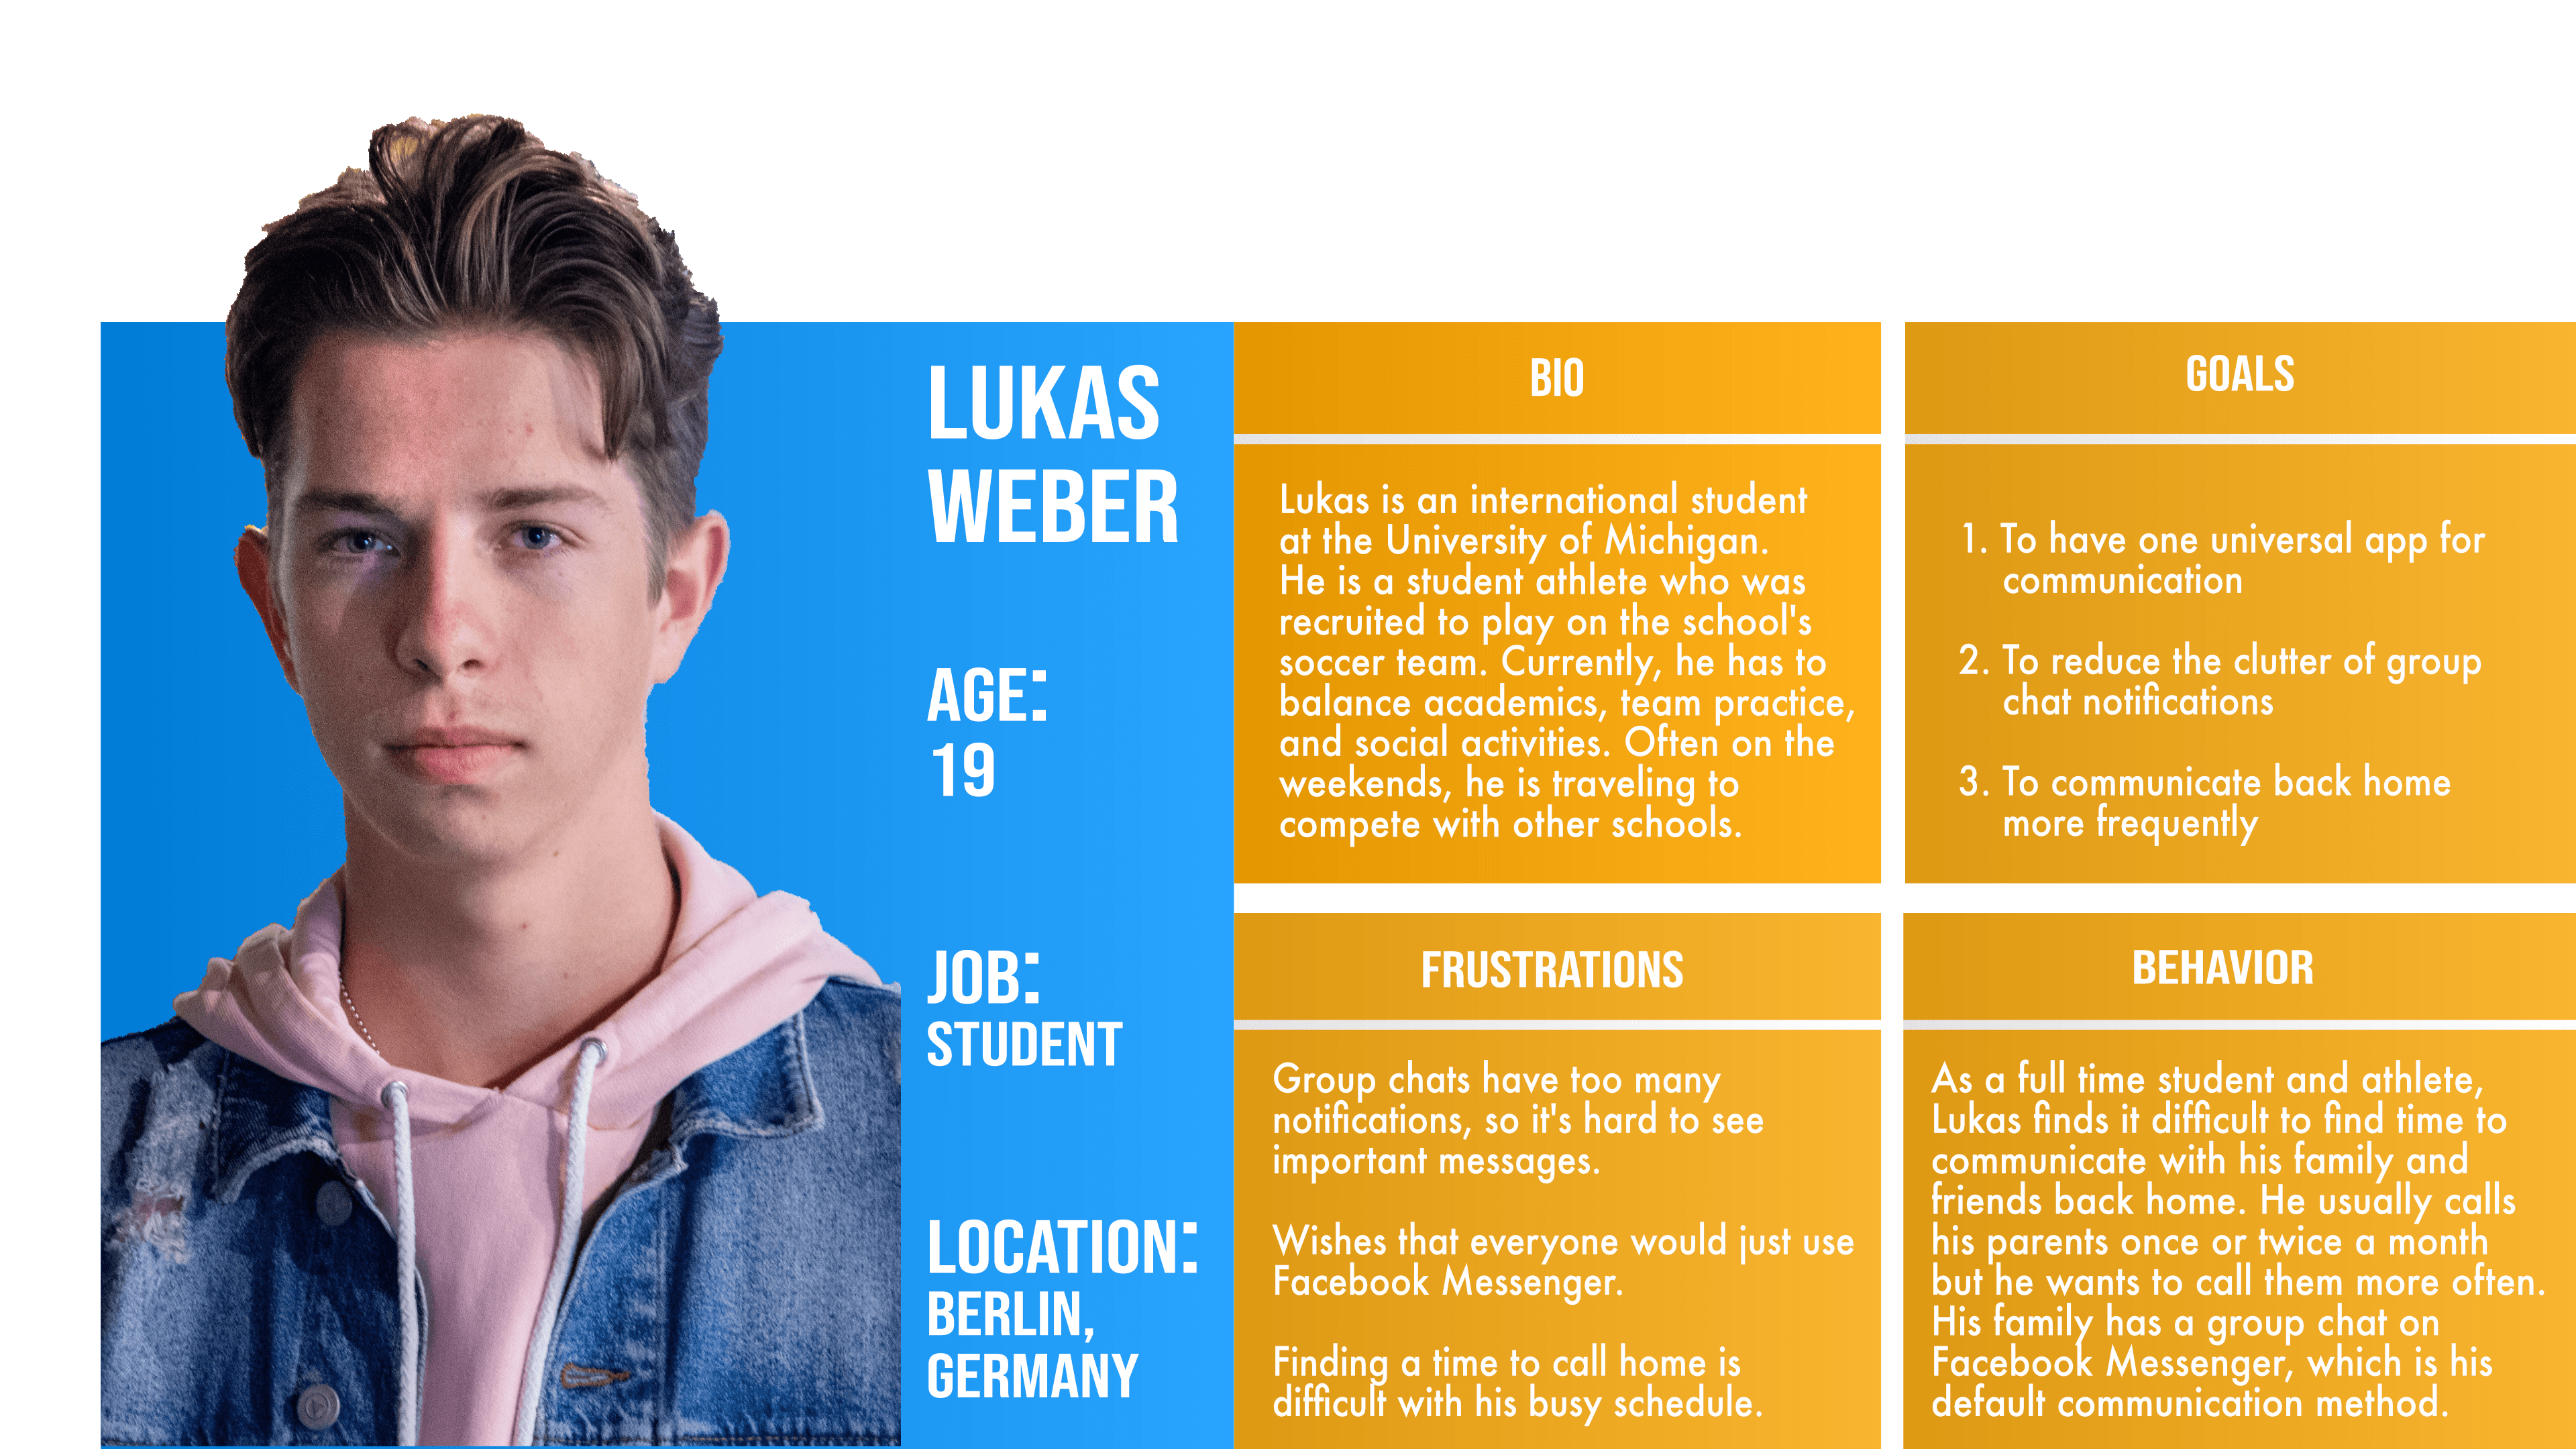 LUKAS
WEBER
AGE:
19
JOB:
STUDENT
LOCATION:
BERLIN,
GERMANY
BIO
Lukas is an international student
at the University of Michigan.
He is a student athlete who was
recruited to play on the school's
soccer team. Currently, he has to
balance academics, team practice,
and social activities. Often on the
weekends, he is traveling to
compete with other schools.
GOALS
1. To have one universal app for
communication
2. To reduce the clutter of group
chat notifications
3. To communicate back home
more frequently
FRUSTRATIONS
Group chats have too many
notifications, so it's hard to see
important messages.
Wishes that everyone would just use
Facebook Messenger.
Finding a time to call home is
difficult with his busy schedule.
BEHAVIOR
As a full time student and athlete,
Lukas finds it difficult to find time to
communicate with his family and
friends back home. He usually calls
his parents once or twice a month
but he wants to call them more often.
His family has a group chat on
Facebook Messenger, which is his
default communication method.